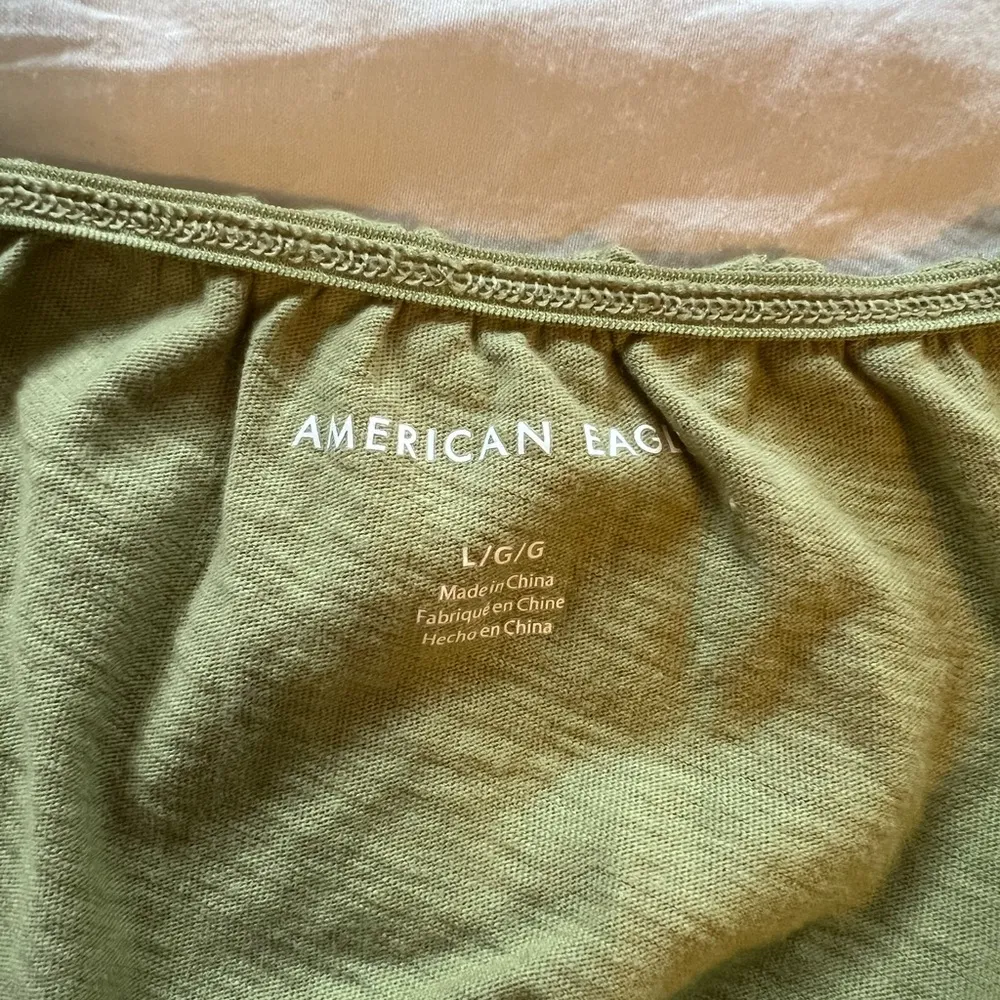 AMERICAN EAGL
L/G/G
Made in China
Fabriqué en Chine
Hecho en China